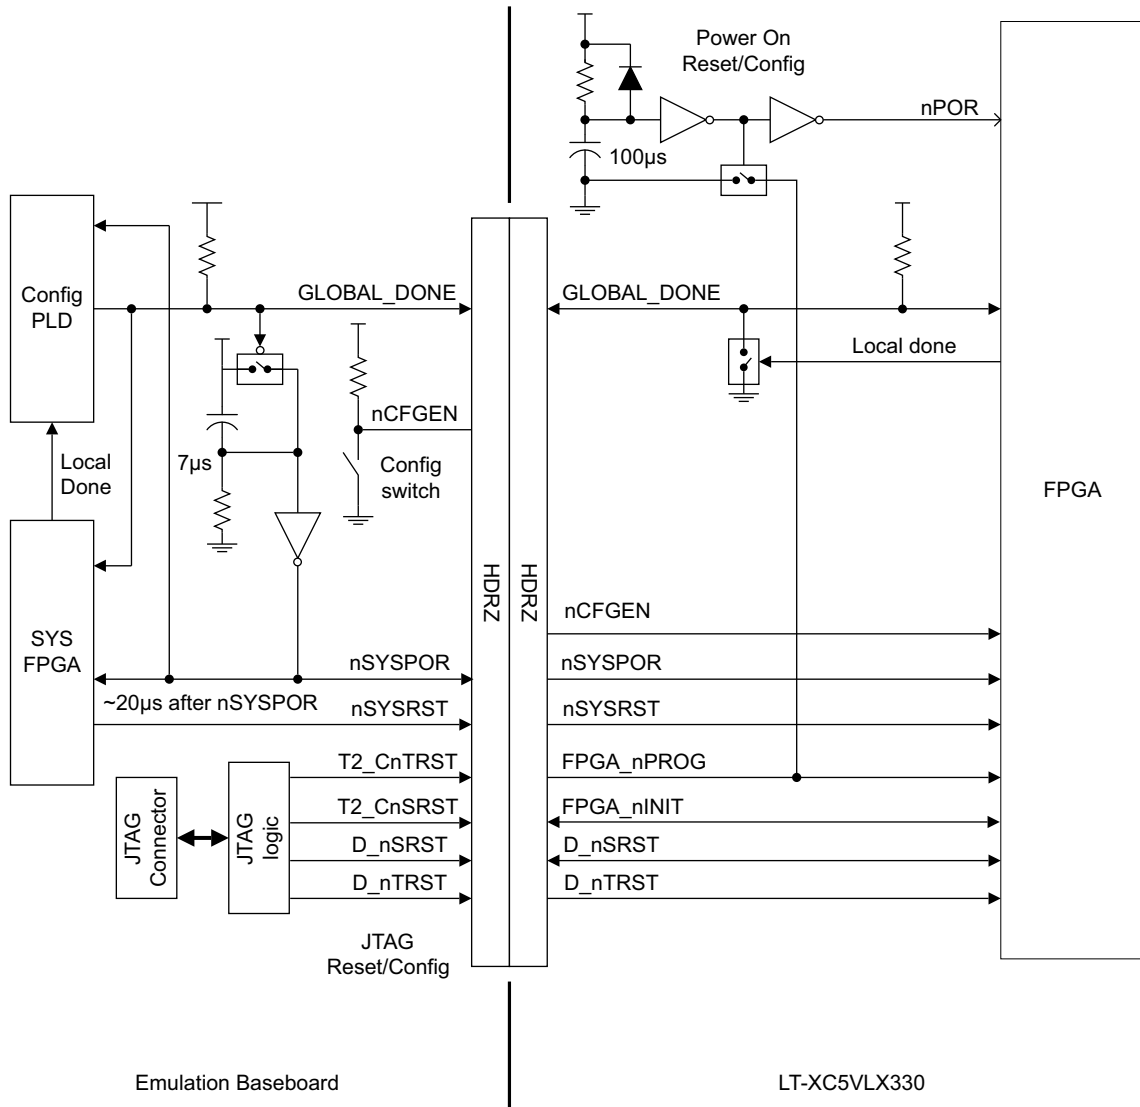 Power On
Reset/Config
nPOR
100µs
Config
PLD
GLOBAL_DONE
GLOBAL_DONE
Local done
nCFGEN
7µs
Config
switch
Local
Done
FPGA
SYS
FPGA
HDRZ
HDRZ
nCFGEN
nSYSPOR
nSYSPOR
~20µs after nSYSPOR
nSYSRST
nSYSRST
T2_CnTRST
FPGA_nPROG
JTAG
Connector
JTAG
logic
T2_CnSRST
FPGA_nINIT
D_nSRST
D_nSRST
D_nTRST
D_nTRST
JTAG
Reset/Config
Emulation Baseboard
LT-XC5VLX330